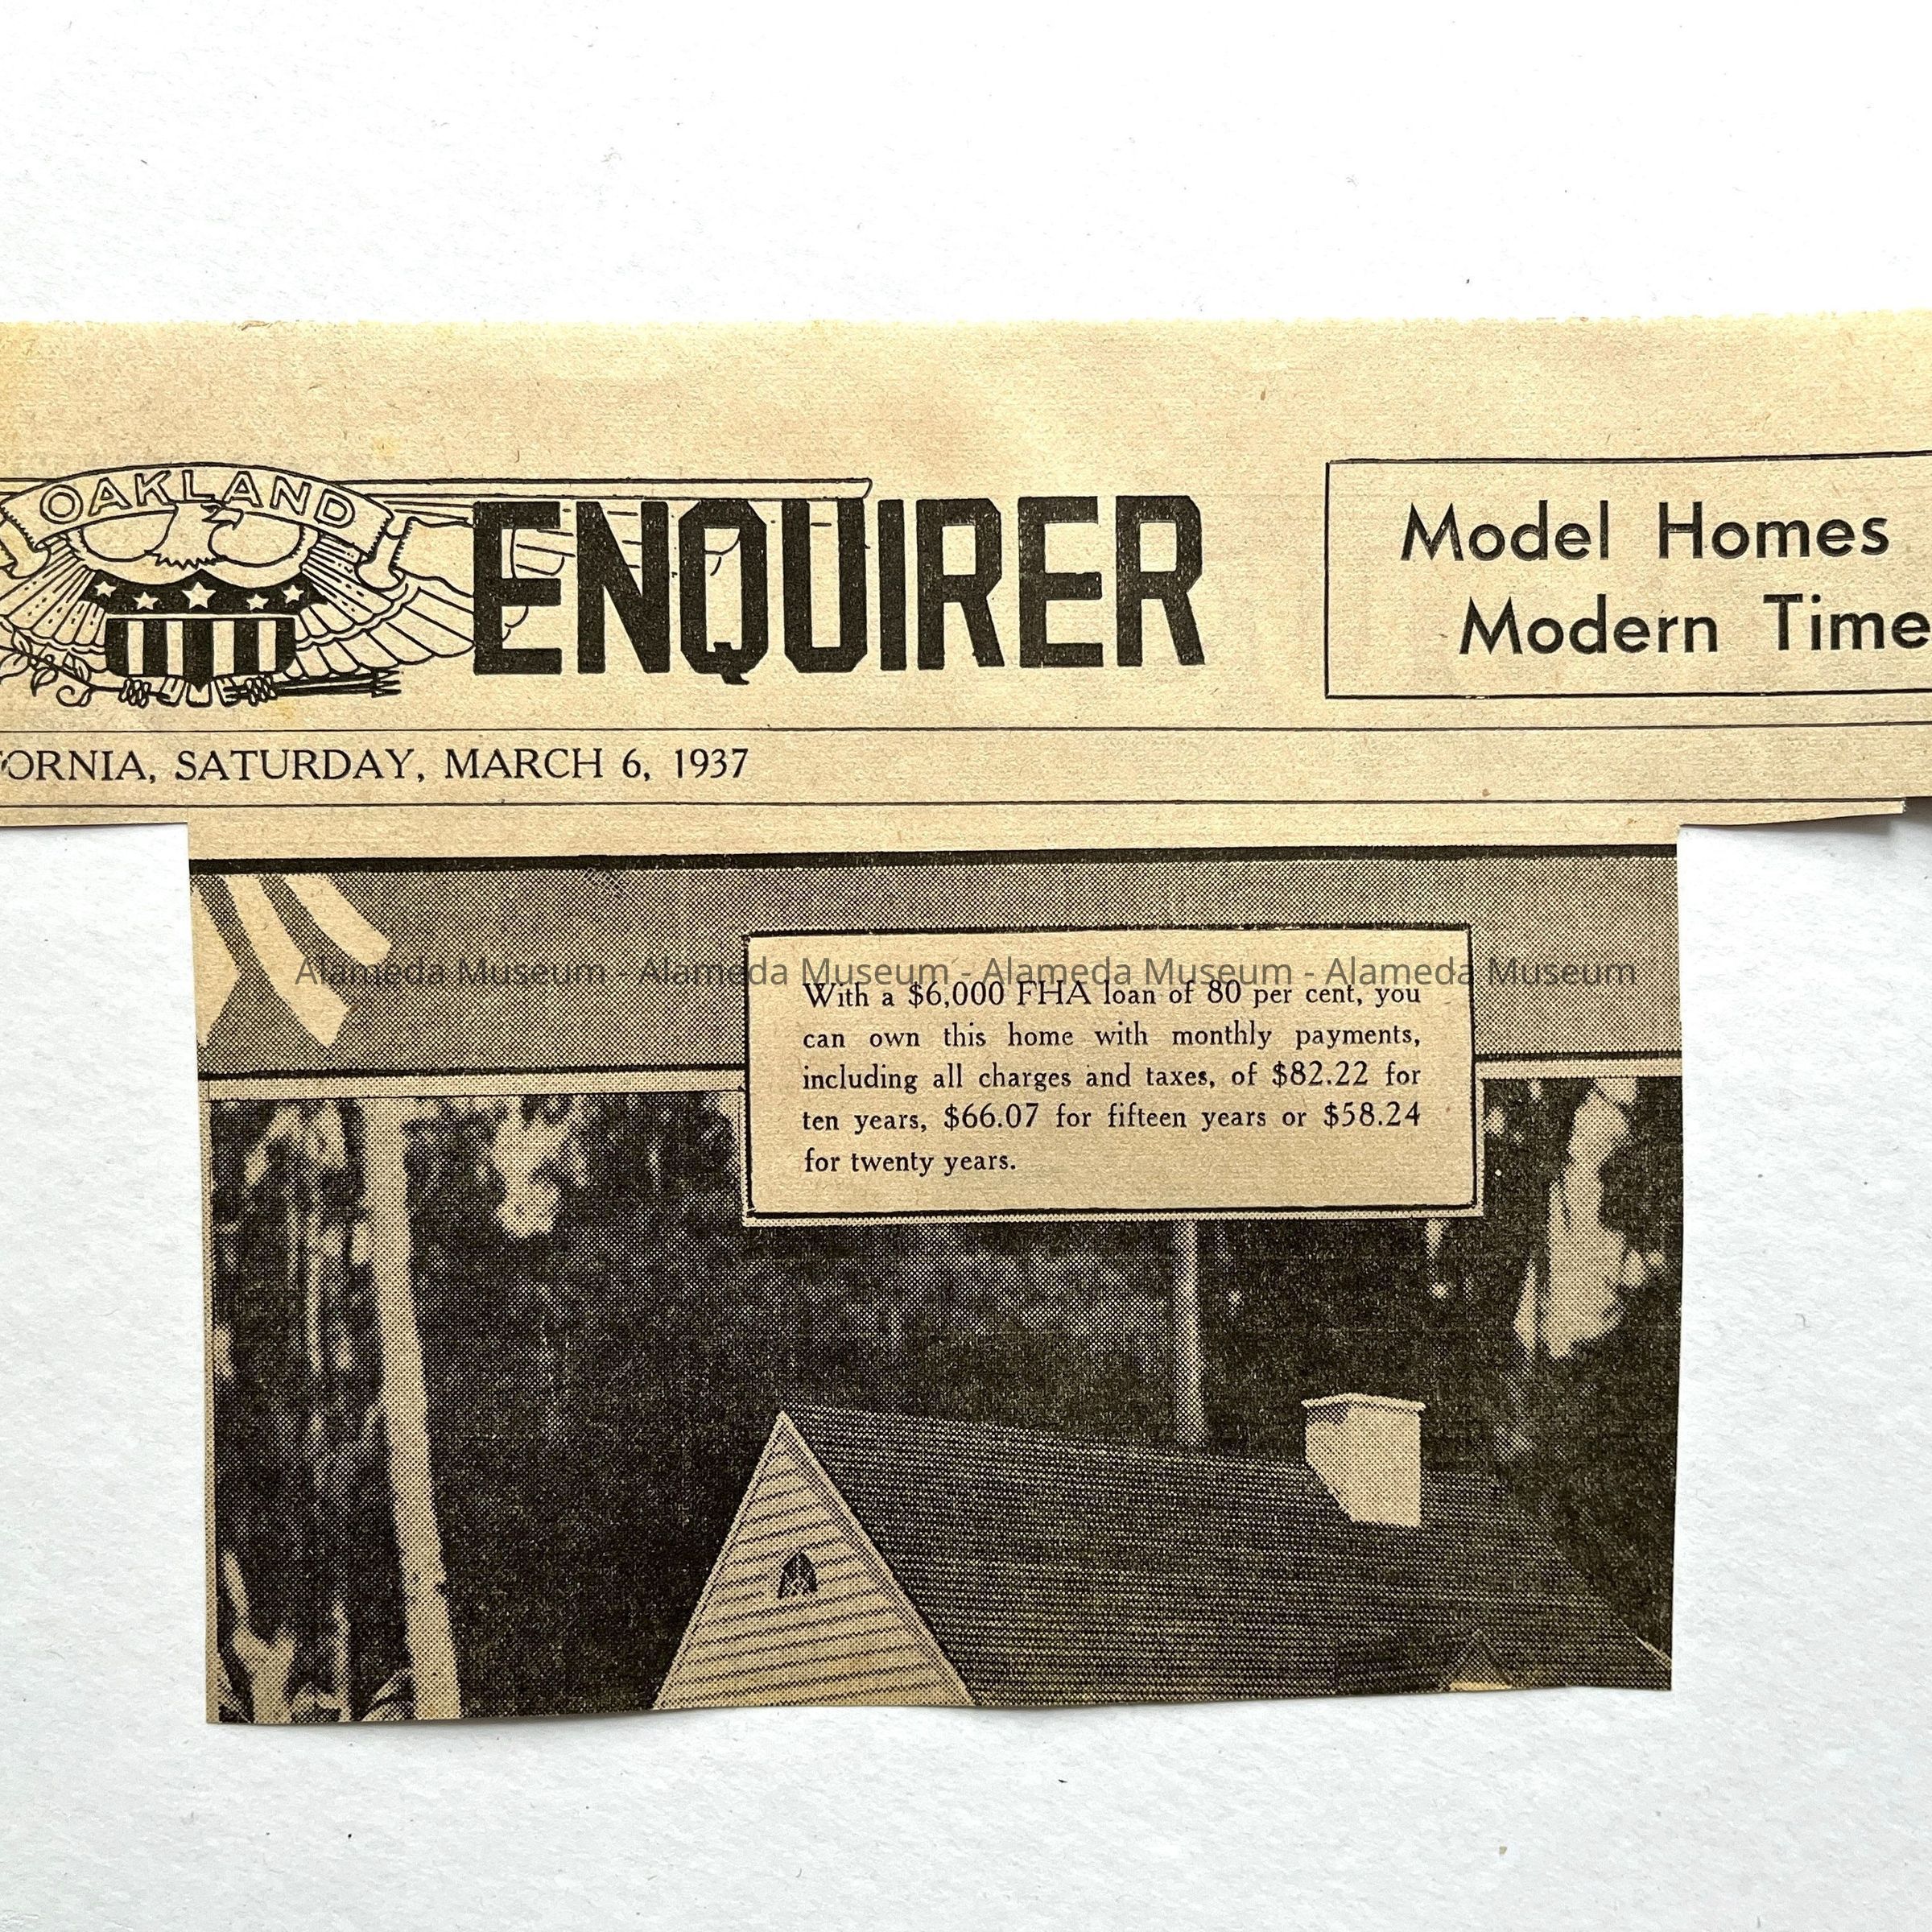 OAKLAND
ENQUIRER
Model Homes
Modern Time
ORNIA, SATURDAY, MARCH 6, 1937
Alameda Museum - Alameda Museum - Alameda Museum - Alameda Museum
With a $6,000 FHA loan of 80 per cent, you
can own this home with monthly payments,
including all charges and taxes, of $82.22 for
ten years, $66.07 for fifteen years or $58.24
for twenty years.